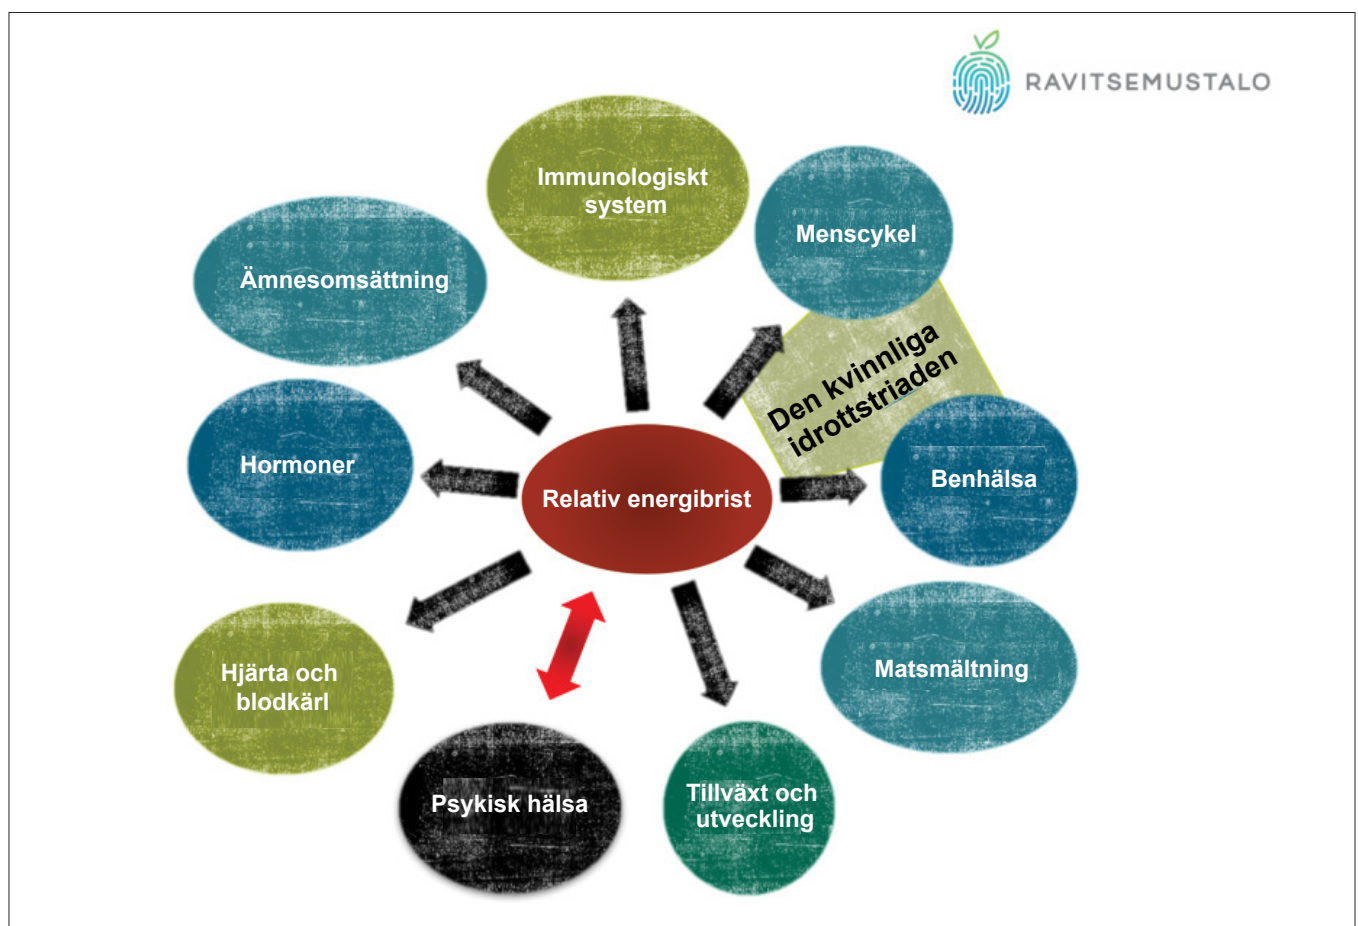 RAVITSEMUSTALO
Immunologiskt
system
Menscykel
Ämnesomsättning
Den kvinnliga
idrottstriaden
Hormoner
Relativ energibrist
Benhälsa
Hjärta och
blodkärl
Matsmältning
Psykisk hälsa
Tillväxt och
utveckling